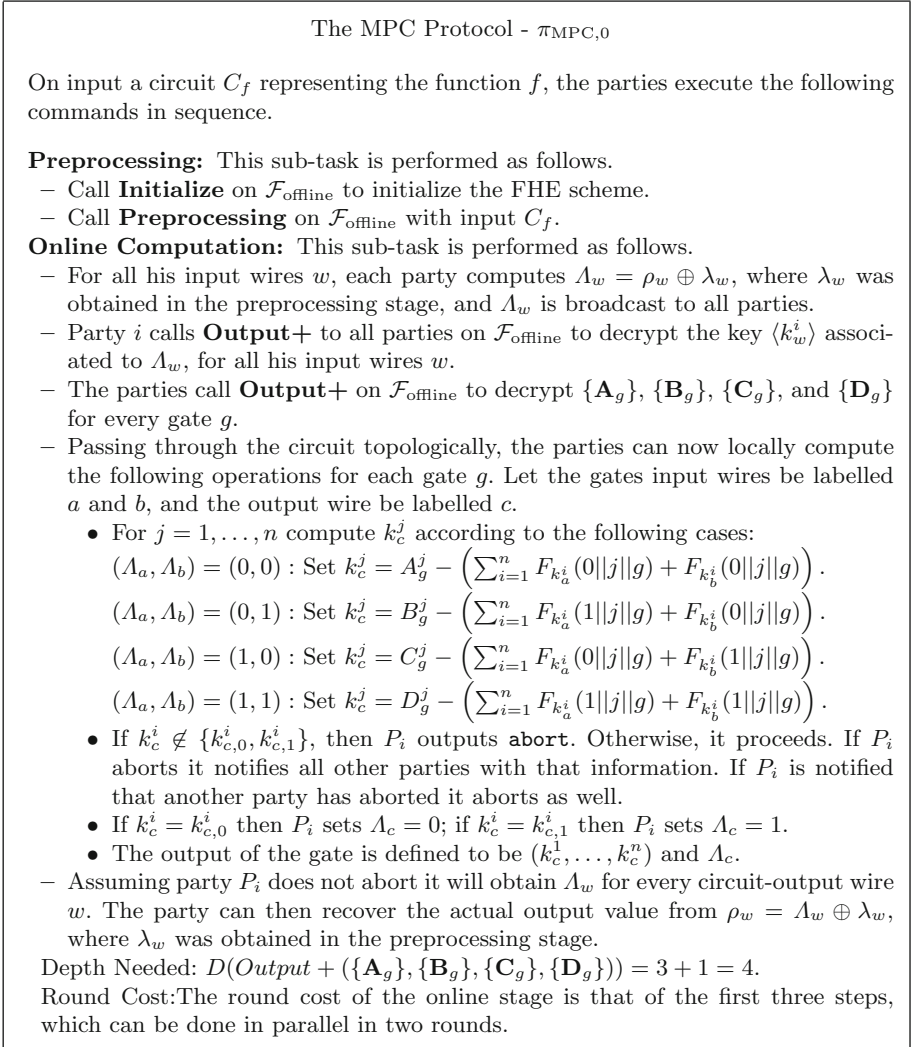 The MPC Protocol - π_MPC,0
On input a circuit C_f representing the function f, the parties execute the following
commands in sequence.
Preprocessing: This sub-task is performed as follows.
– Call Initialize on F_offline to initialize the FHE scheme.
– Call Preprocessing on F_offline with input C_f.
Online Computation: This sub-task is performed as follows.
– For all his input wires w, each party computes Λ_w = ρ_w ⊕ λ_w, where λ_w was
obtained in the preprocessing stage, and Λ_w is broadcast to all parties.
– Party i calls Output+ to all parties on F_offline to decrypt the key ⟨k_w^i⟩ associ-
ated to Λ_w, for all his input wires w.
– The parties call Output+ on F_offline to decrypt {A_g}, {B_g}, {C_g}, and {D_g}
for every gate g.
– Passing through the circuit topologically, the parties can now locally compute
the following operations for each gate g. Let the gates input wires be labelled
a and b, and the output wire be labelled c.
• For j = 1, . . . , n compute k_c^j according to the following cases:
(Λ_a, Λ_b) = (0, 0) : Set k_c^j = A_g^j − (∑_{i=1}^n F_{k_a^i}(0||j||g) + F_{k_b^i}(0||j||g)).
(Λ_a, Λ_b) = (0, 1) : Set k_c^j = B_g^j − (∑_{i=1}^n F_{k_a^i}(1||j||g) + F_{k_b^i}(0||j||g)).
(Λ_a, Λ_b) = (1, 0) : Set k_c^j = C_g^j − (∑_{i=1}^n F_{k_a^i}(0||j||g) + F_{k_b^i}(1||j||g)).
(Λ_a, Λ_b) = (1, 1) : Set k_c^j = D_g^j − (∑_{i=1}^n F_{k_a^i}(1||j||g) + F_{k_b^i}(1||j||g)).
• If k_c^i ∉ {k_{c,0}^i, k_{c,1}^i}, then P_i outputs abort. Otherwise, it proceeds. If P_i
aborts it notifies all other parties with that information. If P_i is notified
that another party has aborted it aborts as well.
• If k_c^i = k_{c,0}^i then P_i sets Λ_c = 0; if k_c^i = k_{c,1}^i then P_i sets Λ_c = 1.
• The output of the gate is defined to be (k_c^1, . . . , k_c^n) and Λ_c.
– Assuming party P_i does not abort it will obtain Λ_w for every circuit-output wire
w. The party can then recover the actual output value from ρ_w = Λ_w ⊕ λ_w,
where λ_w was obtained in the preprocessing stage.
Depth Needed: D(Output + ({A_g}, {B_g}, {C_g}, {D_g})) = 3 + 1 = 4.
Round Cost:The round cost of the online stage is that of the first three steps,
which can be done in parallel in two rounds.